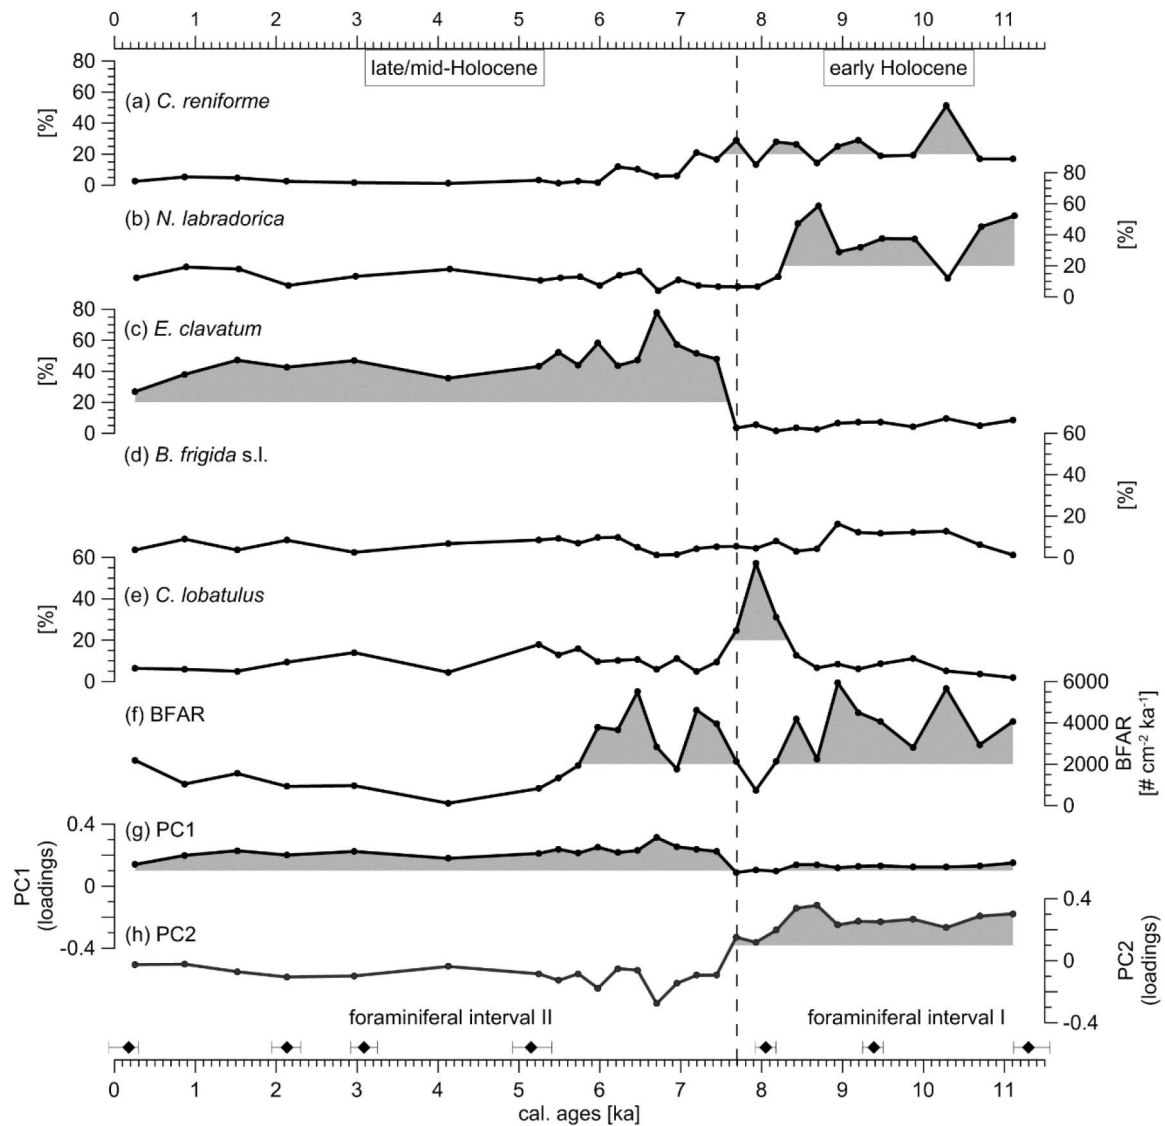 0 1 2 3 4 5 6 7 8 9 10 11
late/mid-Holocene early Holocene
80
60
40
20
0
[%]
(a) C. reniforme
80
60
40
20
0
[%]
(b) N. labradorica
80
60
40
20
0
[%]
(c) E. clavatum
60
40
20
0
[%]
(d) B. frigida s.l.
60
40
20
0
[%]
(e) C. lobatulus
6000
4000
2000
0
BFAR
[# cm⁻² ka⁻¹]
(f) BFAR
0.4
0
-0.4
PC1
(loadings)
(g) PC1
0.4
0
-0.4
PC2
(loadings)
(h) PC2
foraminiferal interval II foraminiferal interval I
0 1 2 3 4 5 6 7 8 9 10 11
cal. ages [ka]